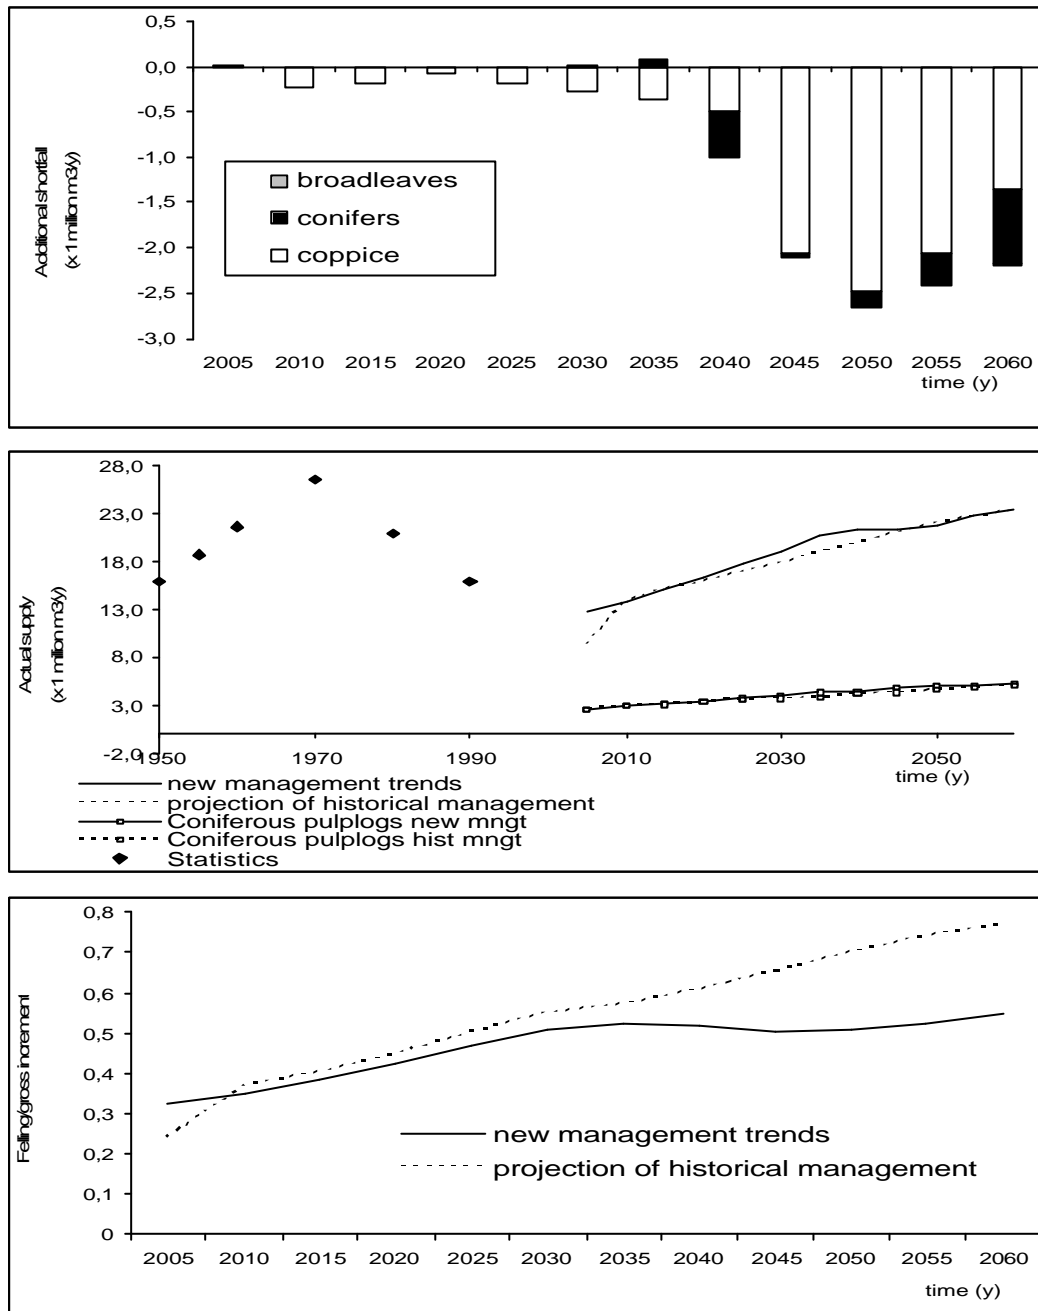 0,5
0,0
-0,5
-1,0
-1,5
-2,0
-2,5
-3,0
Additional shortfall
(x 1 million m3/y)
broadleaves
conifers
coppice
2005 2010 2015 2020 2025 2030 2035 2040 2045 2050 2055 2060
time (y)
28,0
23,0
18,0
13,0
8,0
3,0
-2,0
Actual supply
(x 1 million m3/y)
1950 1970 1990 2010 2030 2050
time (y)
new management trends
projection of historical management
Coniferous pulplogs new mngt
Coniferous pulplogs hist mngt
Statistics
0,8
0,7
0,6
0,5
0,4
0,3
0,2
0,1
0
Felling/gross increment
new management trends
projection of historical management
2005 2010 2015 2020 2025 2030 2035 2040 2045 2050 2055 2060
time (y)